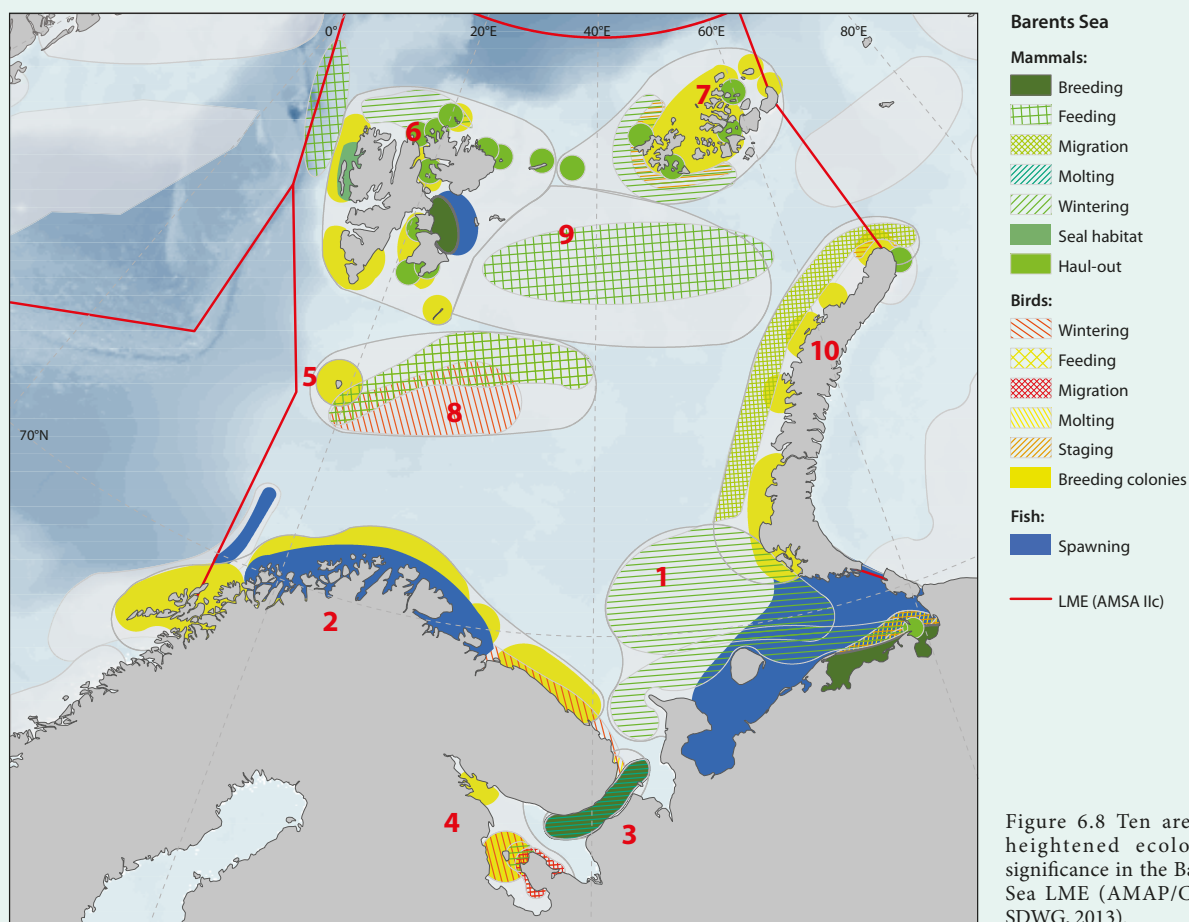 0°
20°E
40°E
60°E
80°E
70°N
7
6
9
10
5
8
1
2
4
3
Barents Sea
Mammals:
Breeding
Feeding
Migration
Molting
Wintering
Seal habitat
Haul-out
Birds:
Wintering
Feeding
Migration
Molting
Staging
Breeding colonies
Fish:
Spawning
LME (AMSA IIc)
Figure 6.8 Ten are
heightened ecolo
significance in the Ba
Sea LME (AMAP/C
SDWG, 2013)